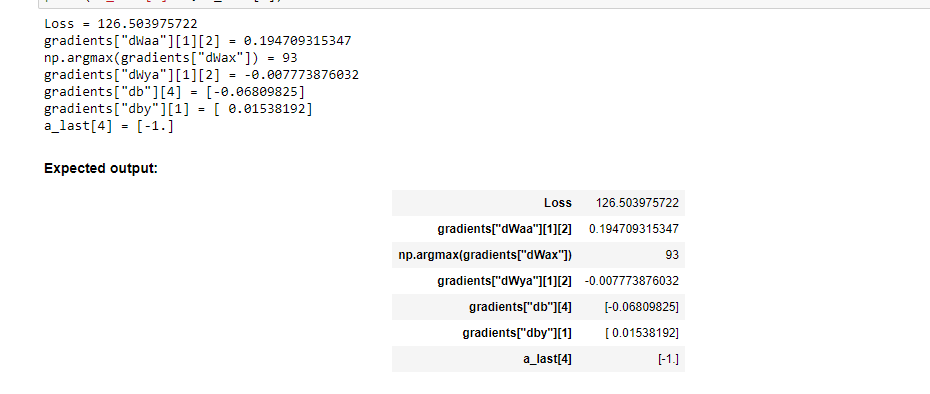 Loss = 126.503975722
gradients["dWaa"][1][2] = 0.194709315347
np.argmax(gradients["dWax"]) = 93
gradients["dWya"][1][2] = -0.007773876032
gradients["db"][4] = [-0.06809825]
gradients["dby"][1] = [ 0.01538192]
a_last[4] = [-1.]
Expected output:
Loss 126.503975722
gradients["dWaa"][1][2] 0.194709315347
np.argmax(gradients["dWax"]) 93
gradients["dWya"][1][2] -0.007773876032
gradients["db"][4] [-0.06809825]
gradients["dby"][1] [ 0.01538192]
a_last[4] [-1.]